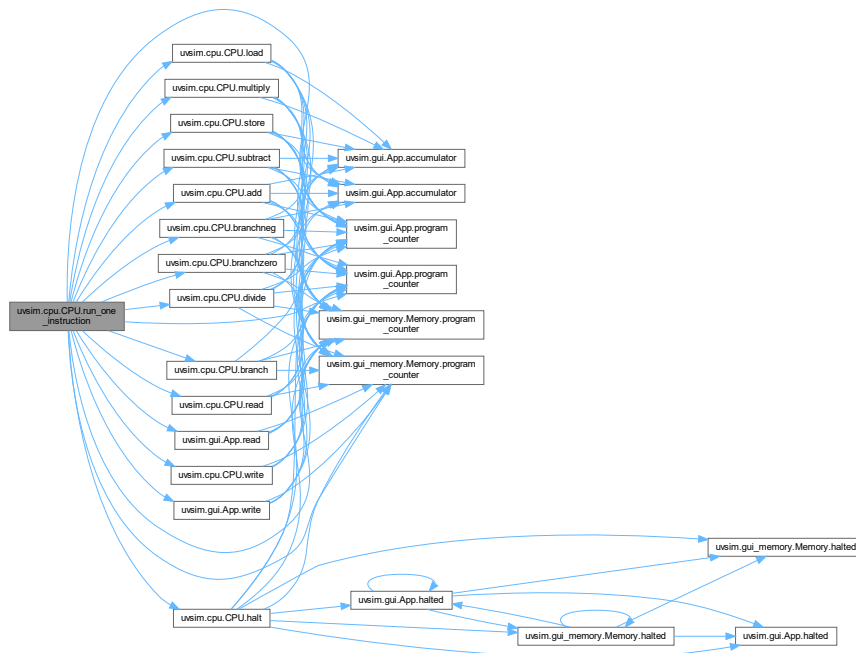 uvsim.cpu.CPU.load
uvsim.cpu.CPU.multiply
uvsim.cpu.CPU.store
uvsim.cpu.CPU.subtract
uvsim.gui.App.accumulator
uvsim.cpu.CPU.add
uvsim.gui.App.accumulator
uvsim.cpu.CPU.branchneg
uvsim.gui.App.program
_counter
uvsim.cpu.CPU.branchzero
uvsim.gui.App.program
_counter
uvsim.cpu.CPU.divide
uvsim.cpu.CPU.run_one
_instruction
uvsim.gui_memory.Memory.program
_counter
uvsim.cpu.CPU.branch
uvsim.gui_memory.Memory.program
_counter
uvsim.cpu.CPU.read
uvsim.gui.App.read
uvsim.cpu.CPU.write
uvsim.gui.App.write
uvsim.gui_memory.Memory.halted
uvsim.gui.App.halted
uvsim.cpu.CPU.halt
uvsim.gui_memory.Memory.halted
uvsim.gui.App.halted